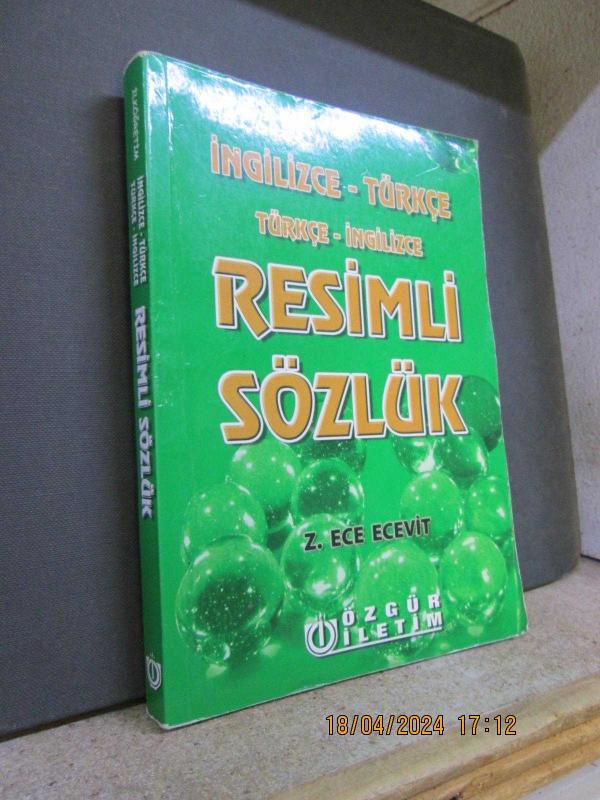 İNGİLİZCE - TÜRKÇE
TÜRKÇE - İNGİLİZCE
RESİMLİ
SÖZLÜK
Z. ECE ECEVİT
ÖZGÜR
İLETİM
İLKÖĞRETİM
İNGİLİZCE - TÜRKÇE
TÜRKÇE - İNGİLİZCE
RESİMLİ SÖZLÜK
18/04/2024 17:12